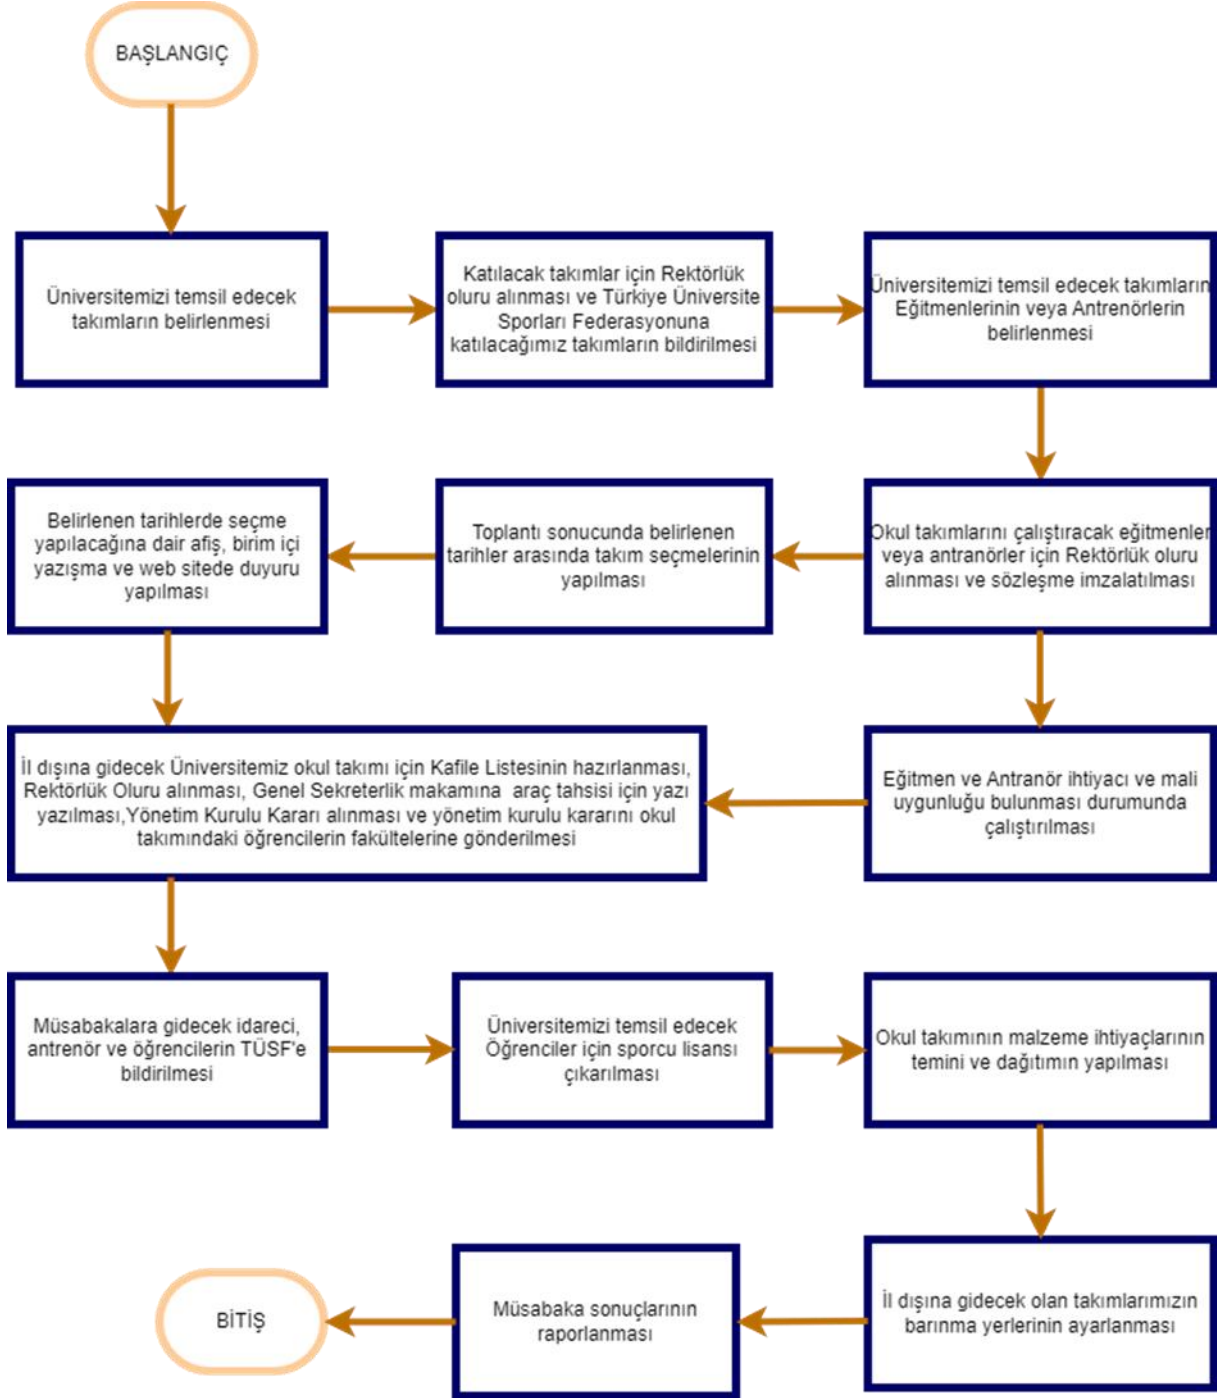 BAŞLANGIÇ
Üniversitemizi temsil edecek
takımların belirlenmesi
Katılacak takımlar için Rektörlük
oluru alınması ve Türkiye Üniversite
Sporları Federasyonuna
katılacağımız takımların bildirilmesi
Üniversitemizi temsil edecek takımların
Eğitmenlerinin veya Antrenörlerin
belirlenmesi
Belirlenen tarihlerde seçme
yapılacağına dair afiş, birim içi
yazışma ve web sitede duyuru
yapılması
Toplantı sonucunda belirlenen
tarihler arasında takım seçmelerinin
yapılması
Okul takımlarını çalıştıracak eğitmenler
veya antranörler için Rektörlük oluru
alınması ve sözleşme imzalatılması
İl dışına gidecek Üniversitemiz okul takımı için Kafile Listesinin hazırlanması,
Rektörlük Oluru alınması, Genel Sekreterlik makamına araç tahsisi için yazı
yazılması,Yönetim Kurulu Kararı alınması ve yönetim kurulu kararını okul
takımındaki öğrencilerin fakültelerine gönderilmesi
Eğitmen ve Antranör ihtiyacı ve mali
uygunluğu bulunması durumunda
çalıştırılması
Müsabakalara gidecek idareci,
antrenör ve öğrencilerin TÜSF'e
bildirilmesi
Üniversitemizi temsil edecek
Öğrenciler için sporcu lisansı
çıkarılması
Okul takımının malzeme ihtiyaçlarının
temini ve dağıtımın yapılması
BİTİŞ
Müsabaka sonuçlarının
raporlanması
İl dışına gidecek olan takımlarımızın
barınma yerlerinin ayarlanması